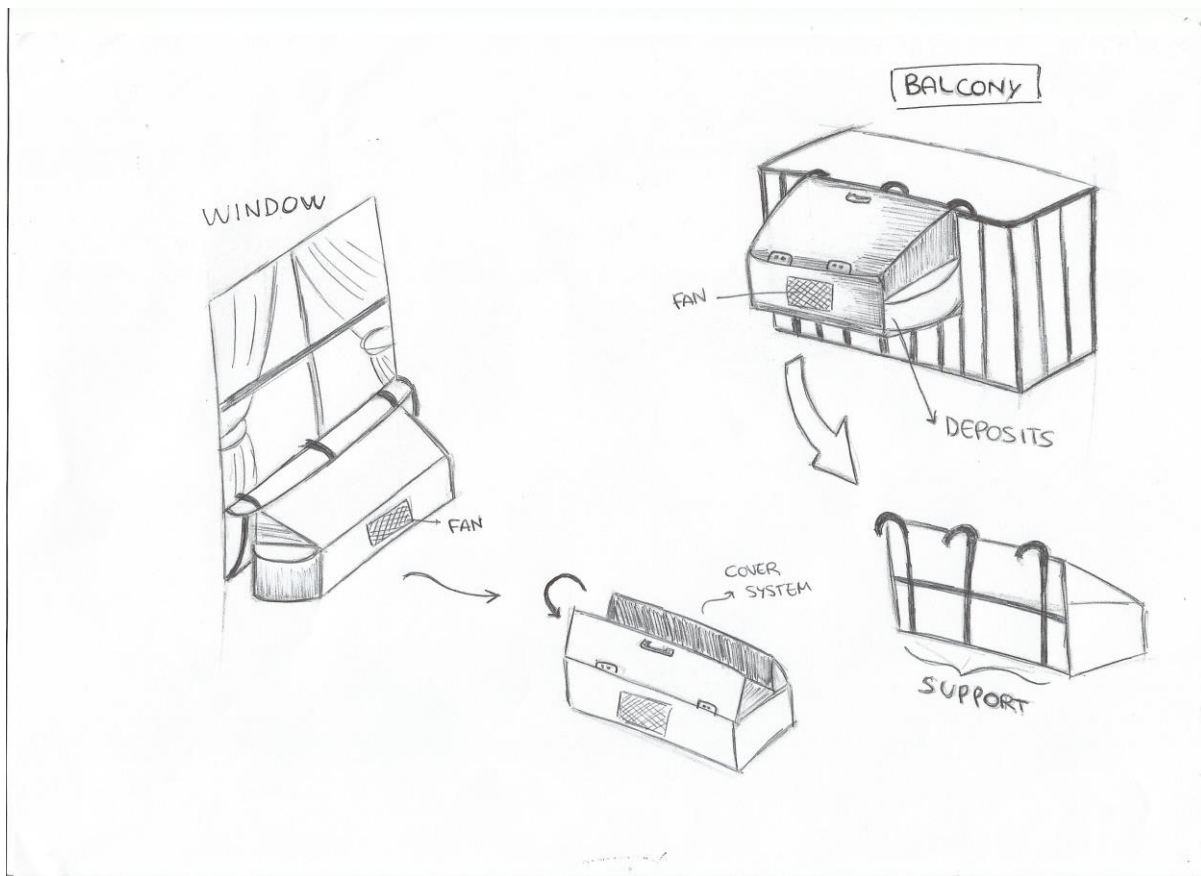 BALCONY
WINDOW
FAN
DEPOSITS
FAN
COVER
SYSTEM
SUPPORT